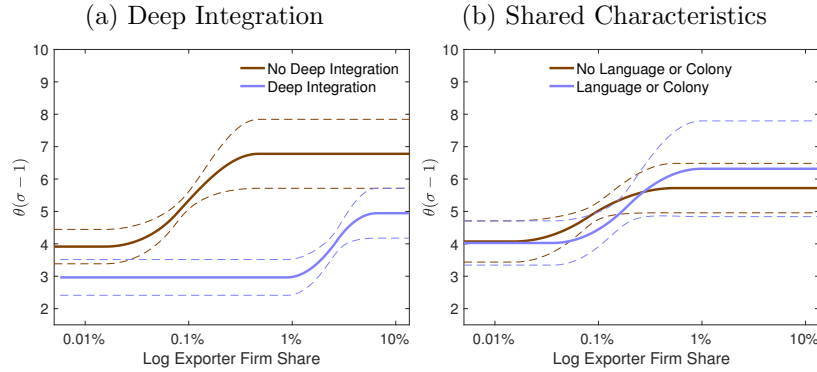 (a) Deep Integration
10
9
8
7
6
5
4
3
2
θ(σ − 1)
No Deep Integration
Deep Integration
0.01% 0.1% 1% 10%
Log Exporter Firm Share
(b) Shared Characteristics
10
9
8
7
6
5
4
3
2
θ(σ − 1)
No Language or Colony
Language or Colony
0.01% 0.1% 1% 10%
Log Exporter Firm Share